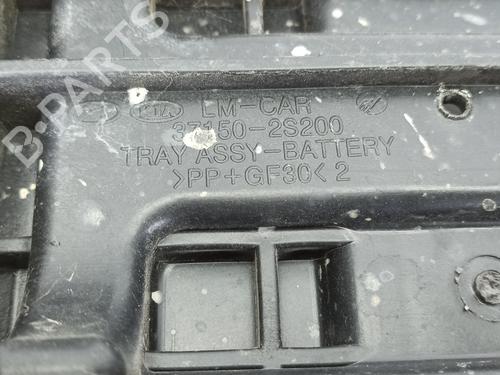 B-Parts
KIA LM-CAR
37150-2S200
TRAY ASSY-BATTERY
>PP+GF30< 2